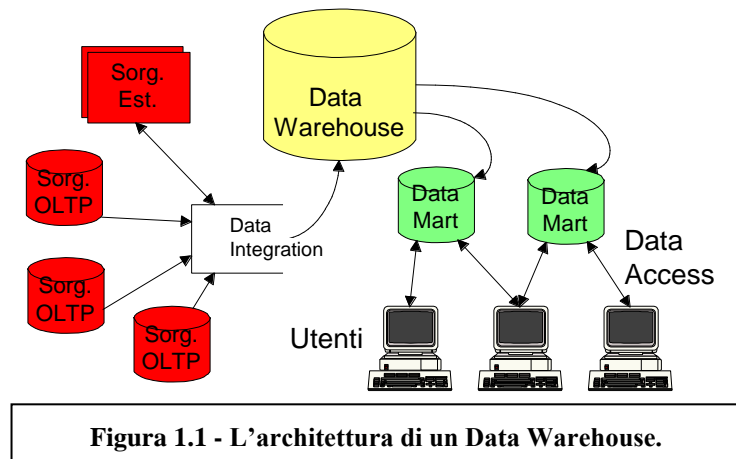 Sorg.
Est.
Data
Warehouse
Sorg.
OLTP
Data
Integration
Data
Mart
Data
Mart
Data
Access
Sorg.
OLTP
Sorg.
OLTP
Utenti
Figura 1.1 - L'architettura di un Data Warehouse.